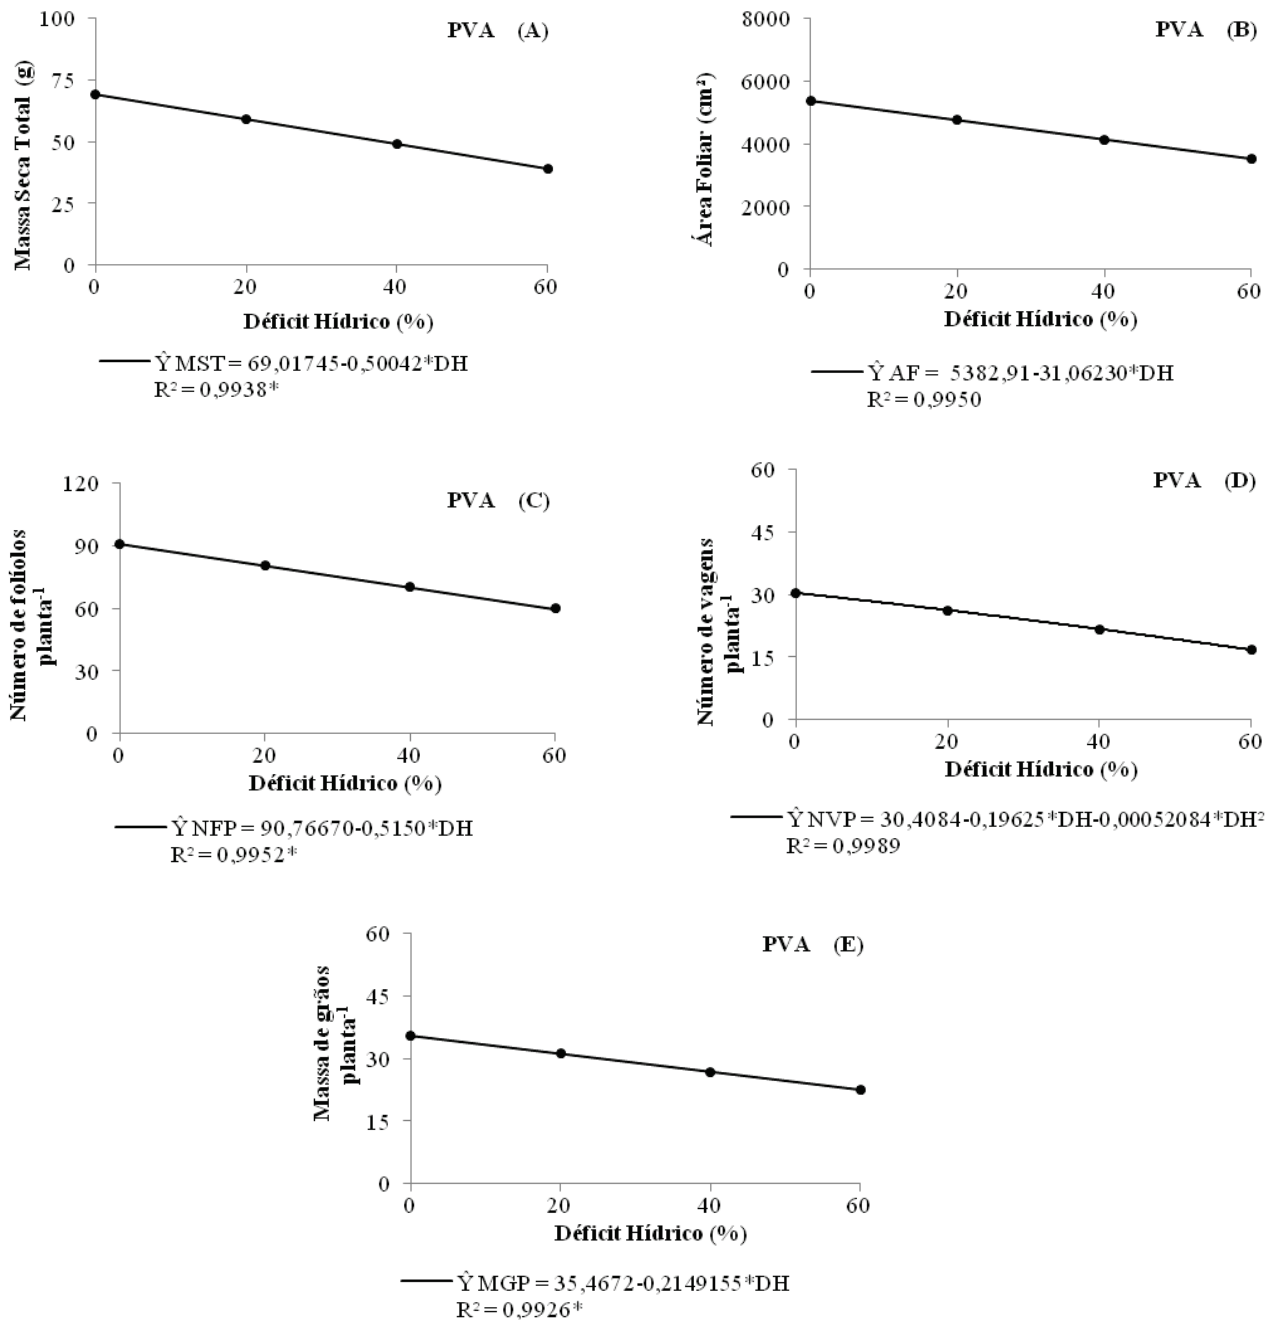 PVA (A)
100
75
50
25
0
0 20 40 60
Massa Seca Total (g)
Déficit Hídrico (%)
Ŷ MST = 69,01745-0,50042*DH
R² = 0,9938*
PVA (B)
8000
6000
4000
2000
0
0 20 40 60
Área Foliar (cm²)
Déficit Hídrico (%)
Ŷ AF = 5382,91-31,06230*DH
R² = 0,9950
PVA (C)
120
90
60
30
0
0 20 40 60
Número de folíolos
planta⁻¹
Déficit Hídrico (%)
Ŷ NFP = 90,76670-0,5150*DH
R² = 0,9952*
PVA (D)
60
45
30
15
0
0 20 40 60
Número de vagens
planta⁻¹
Déficit Hídrico (%)
Ŷ NVP = 30,4084-0,19625*DH-0,00052084*DH²
R² = 0,9989
PVA (E)
60
45
30
15
0
0 20 40 60
Massa de grãos
planta⁻¹
Déficit Hídrico (%)
Ŷ MGP = 35,4672-0,2149155*DH
R² = 0,9926*